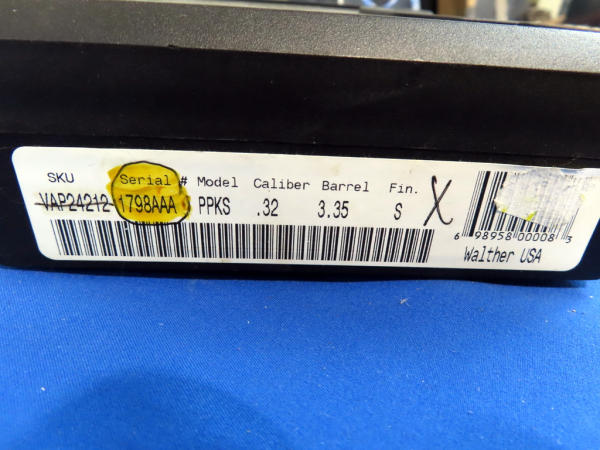 SKU Serial # Model Caliber Barrel Fin.
VAP24212 1798AAA PPKS .32 3.35 S X
6 98958 00008 3
Walther USA